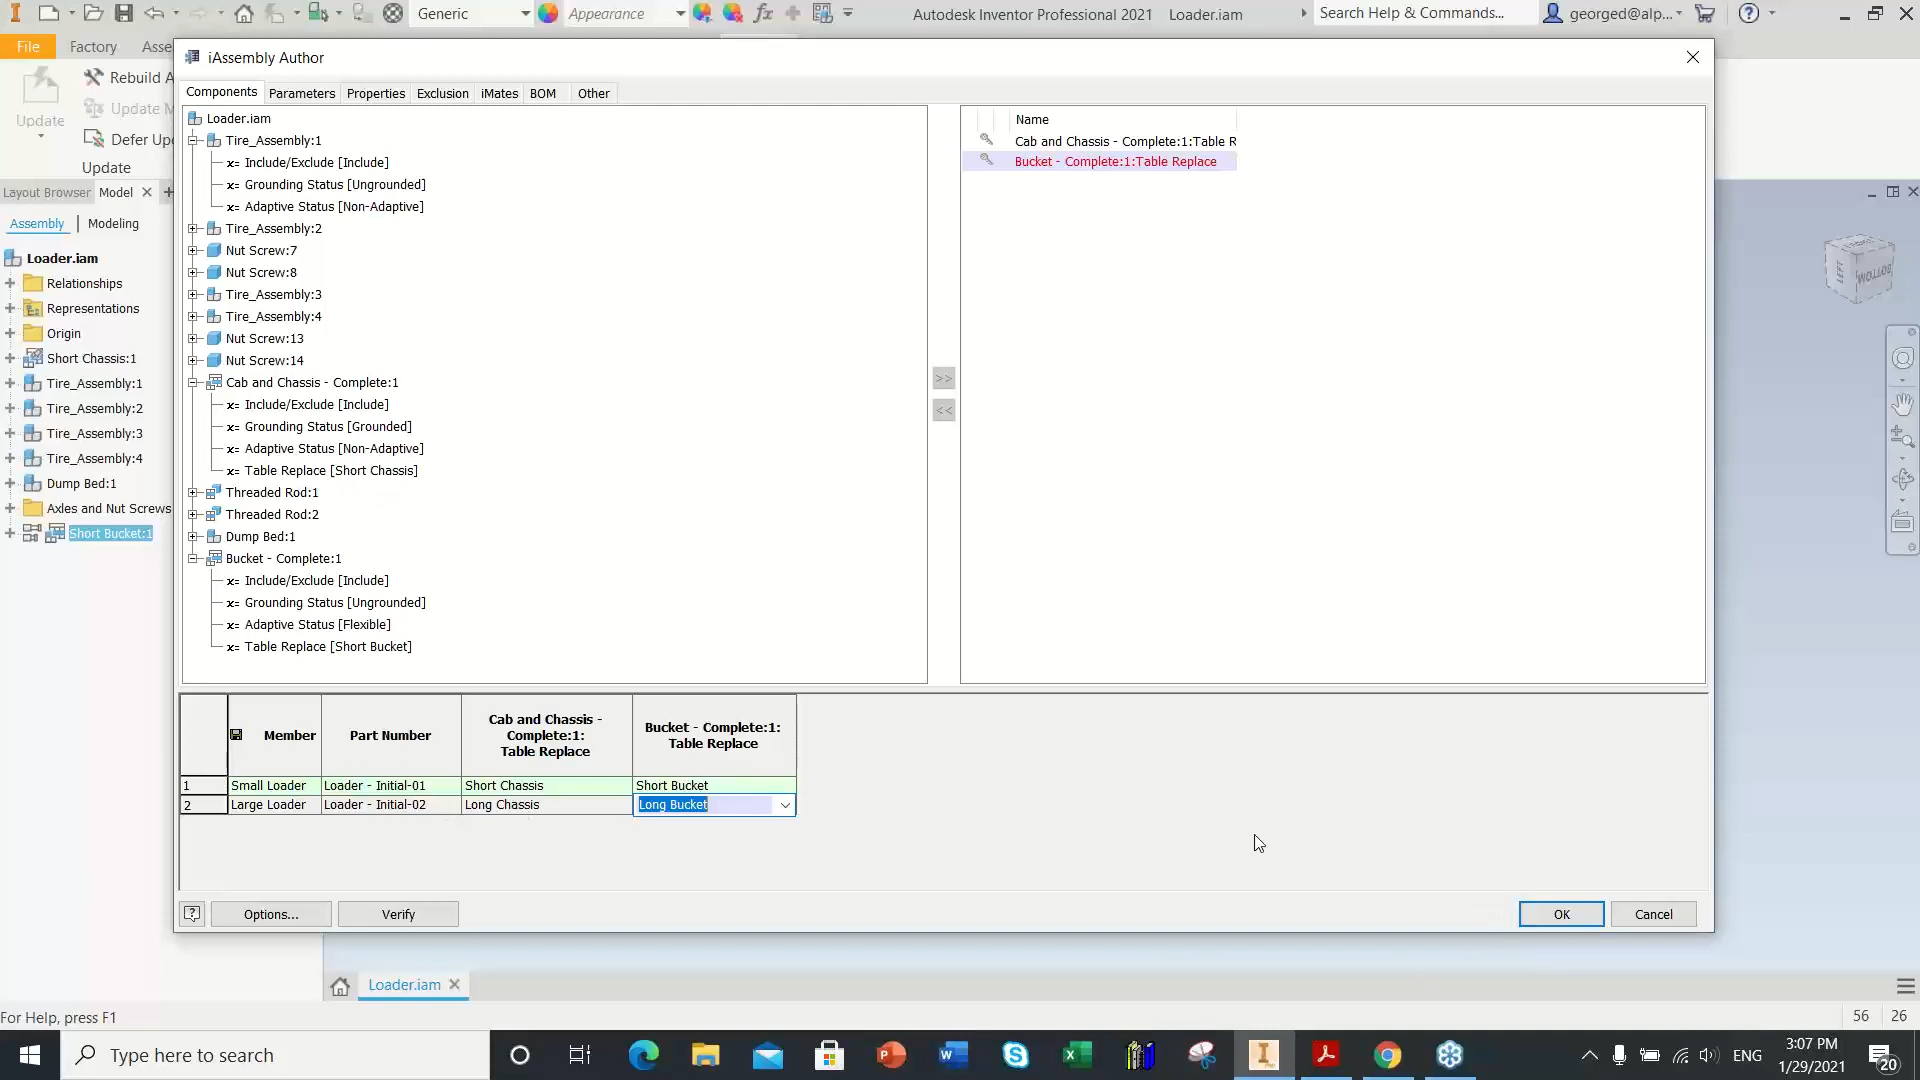 Generic
Appearance
Autodesk Inventor Professional 2021 Loader.iam
Search Help & Commands...
georged@alp...
File
Factory
Asse
iAssembly Author
Update
Rebuild A
Update M
Defer Up
Update
Components
Parameters
Properties
Exclusion
iMates
BOM
Other
Layout Browser
Model
Assembly
Modeling
Loader.iam
Relationships
Representations
Origin
Short Chassis:1
Tire_Assembly:1
Tire_Assembly:2
Tire_Assembly:3
Tire_Assembly:4
Dump Bed:1
Axles and Nut Screws
Short Bucket:1
Loader.iam
Tire_Assembly:1
x= Include/Exclude [Include]
x= Grounding Status [Ungrounded]
x= Adaptive Status [Non-Adaptive]
Tire_Assembly:2
Nut Screw:7
Nut Screw:8
Tire_Assembly:3
Tire_Assembly:4
Nut Screw:13
Nut Screw:14
Cab and Chassis - Complete:1
x= Include/Exclude [Include]
x= Grounding Status [Grounded]
x= Adaptive Status [Non-Adaptive]
x= Table Replace [Short Chassis]
Threaded Rod:1
Threaded Rod:2
Dump Bed:1
Bucket - Complete:1
x= Include/Exclude [Include]
x= Grounding Status [Ungrounded]
x= Adaptive Status [Flexible]
x= Table Replace [Short Bucket]
>>
<<
Name
Cab and Chassis - Complete:1:Table R
Bucket - Complete:1:Table Replace
LEFT
BOTTOM
Member
Part Number
Cab and Chassis -
Complete:1:
Table Replace
Bucket - Complete:1:
Table Replace
1 Small Loader Loader - Initial-01 Short Chassis Short Bucket
2 Large Loader Loader - Initial-02 Long Chassis Long Bucket
Options...
Verify
OK
Cancel
Loader.iam
For Help, press F1
56 26
Type here to search
ENG
3:07 PM
1/29/2021
20